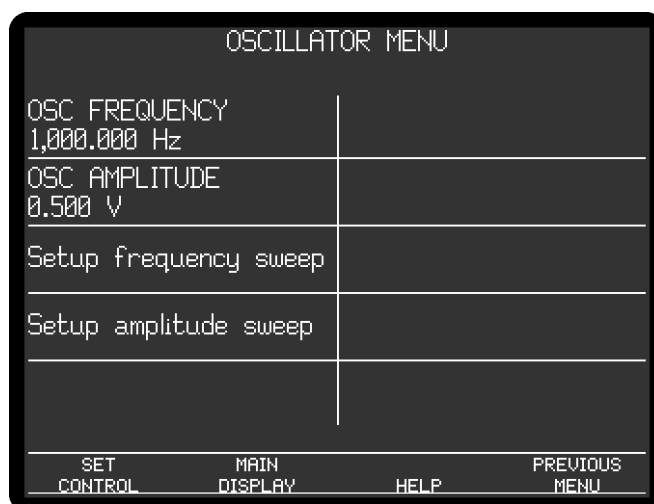 OSCILLATOR MENU
OSC FREQUENCY
1,000.000 Hz
OSC AMPLITUDE
0.500 V
Setup frequency sweep
Setup amplitude sweep
SET CONTROL
MAIN DISPLAY
HELP
PREVIOUS MENU